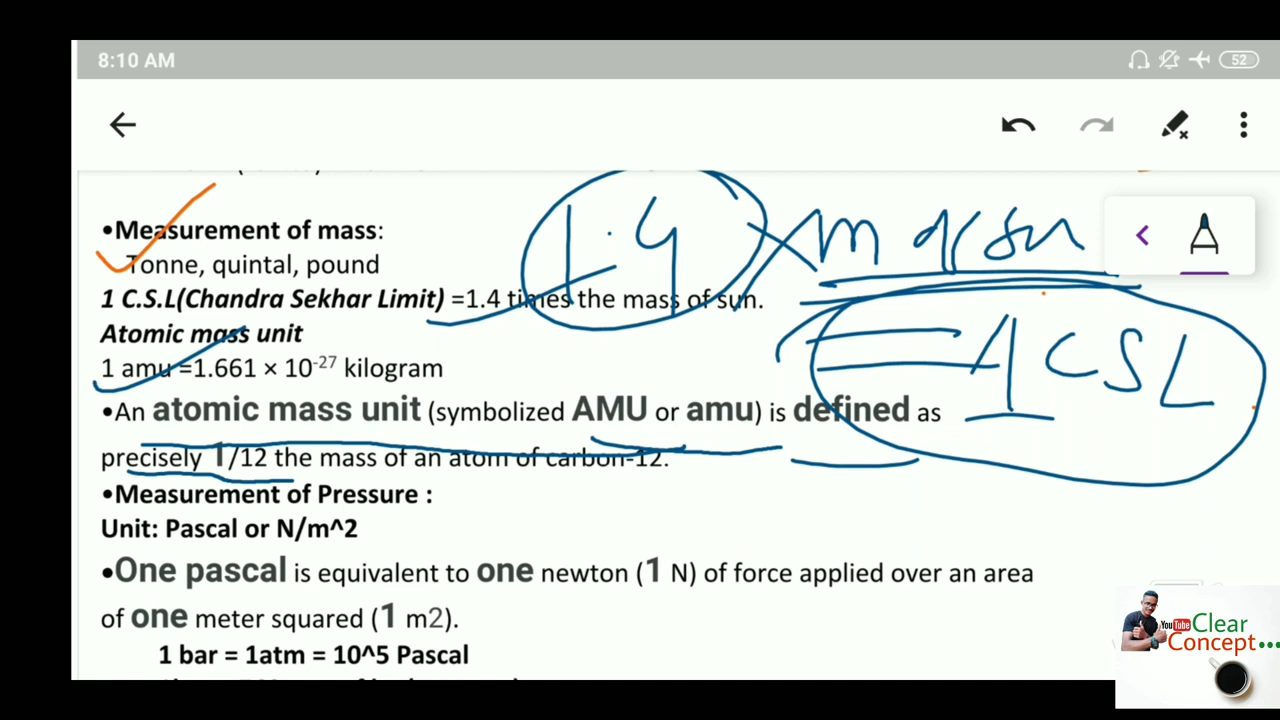 8:10 AM
52
•Measurement of mass:
Tonne, quintal, pound
1 C.S.L(Chandra Sekhar Limit) =1.4 times the mass of sun.
Atomic mass unit
1 amu =1.661 × 10-27 kilogram
•An atomic mass unit (symbolized AMU or amu) is defined as
precisely 1/12 the mass of an atom of carbon-12.
•Measurement of Pressure :
Unit: Pascal or N/m^2
•One pascal is equivalent to one newton (1 N) of force applied over an area
of one meter squared (1 m2).
1 bar = 1atm = 10^5 Pascal
1.4 × m of sun
= 1 CSL
YouTube Clear
Concept...